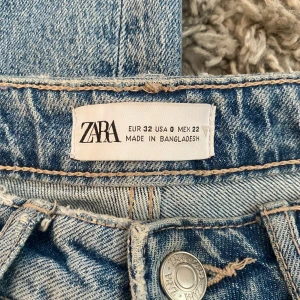 ZARA
EUR 32 USA 0 MEX 22
MADE IN BANGLADESH